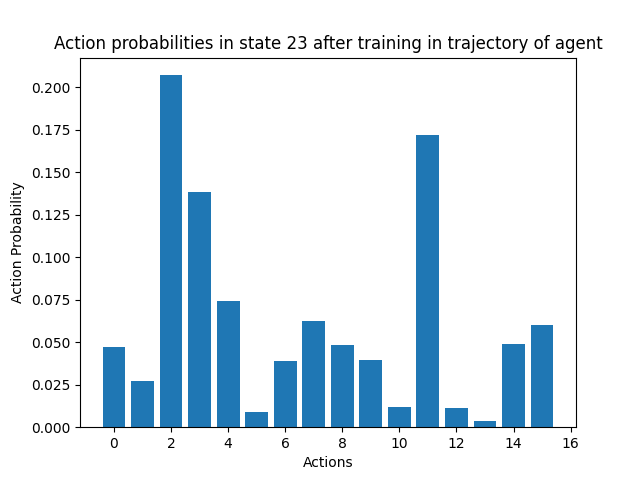 Action probabilities in state 23 after training in trajectory of agent
0.200
0.175
0.150
0.125
0.100
0.075
0.050
0.025
0.000
Action Probability
0 2 4 6 8 10 12 14 16
Actions